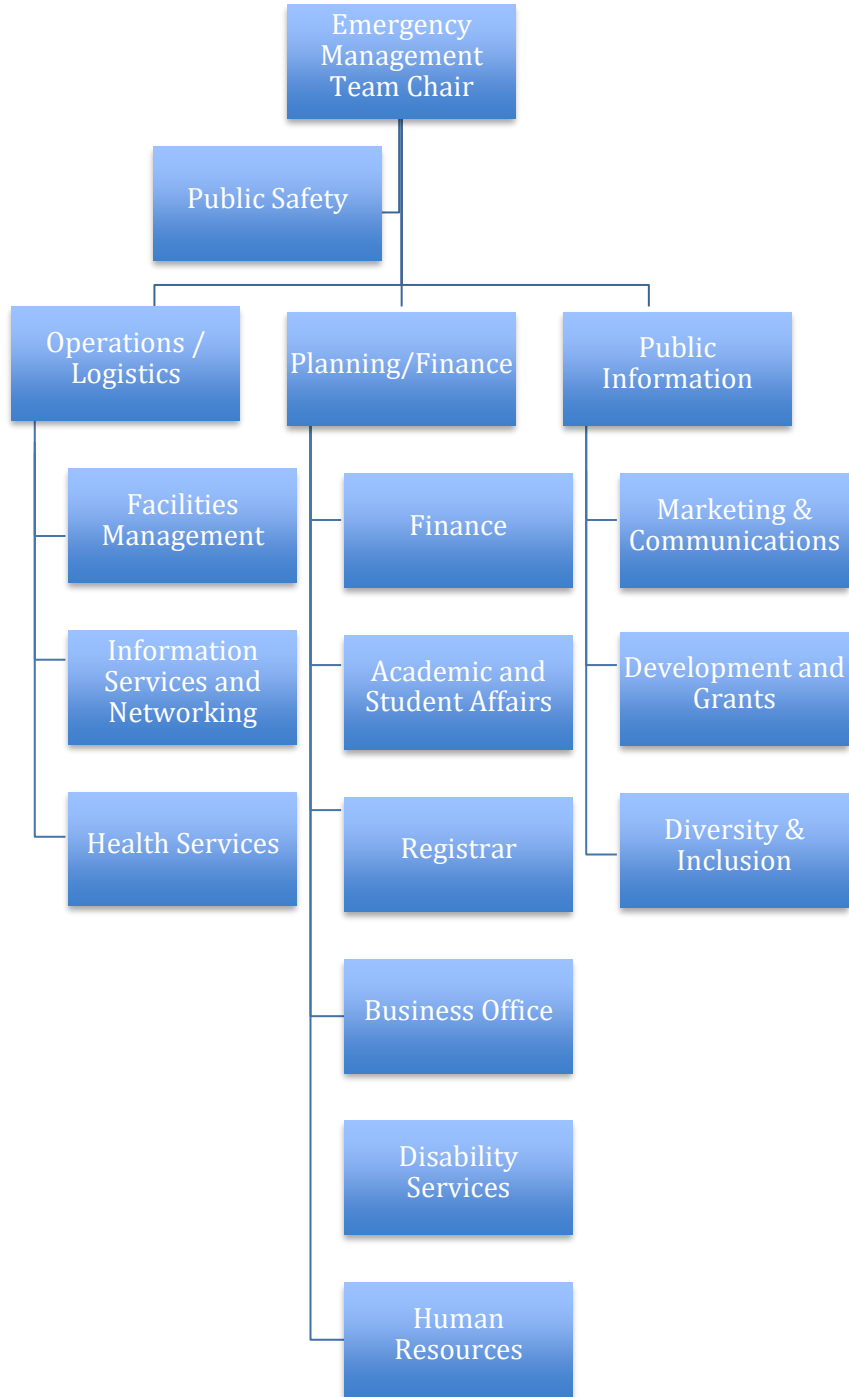 Emergency
Management
Team Chair
Public Safety
Operations /
Logistics
Planning/Finance
Public
Information
Facilities
Management
Information
Services and
Networking
Health Services
Finance
Academic and
Student Affairs
Registrar
Business Office
Disability
Services
Human
Resources
Marketing &
Communications
Development and
Grants
Diversity &
Inclusion